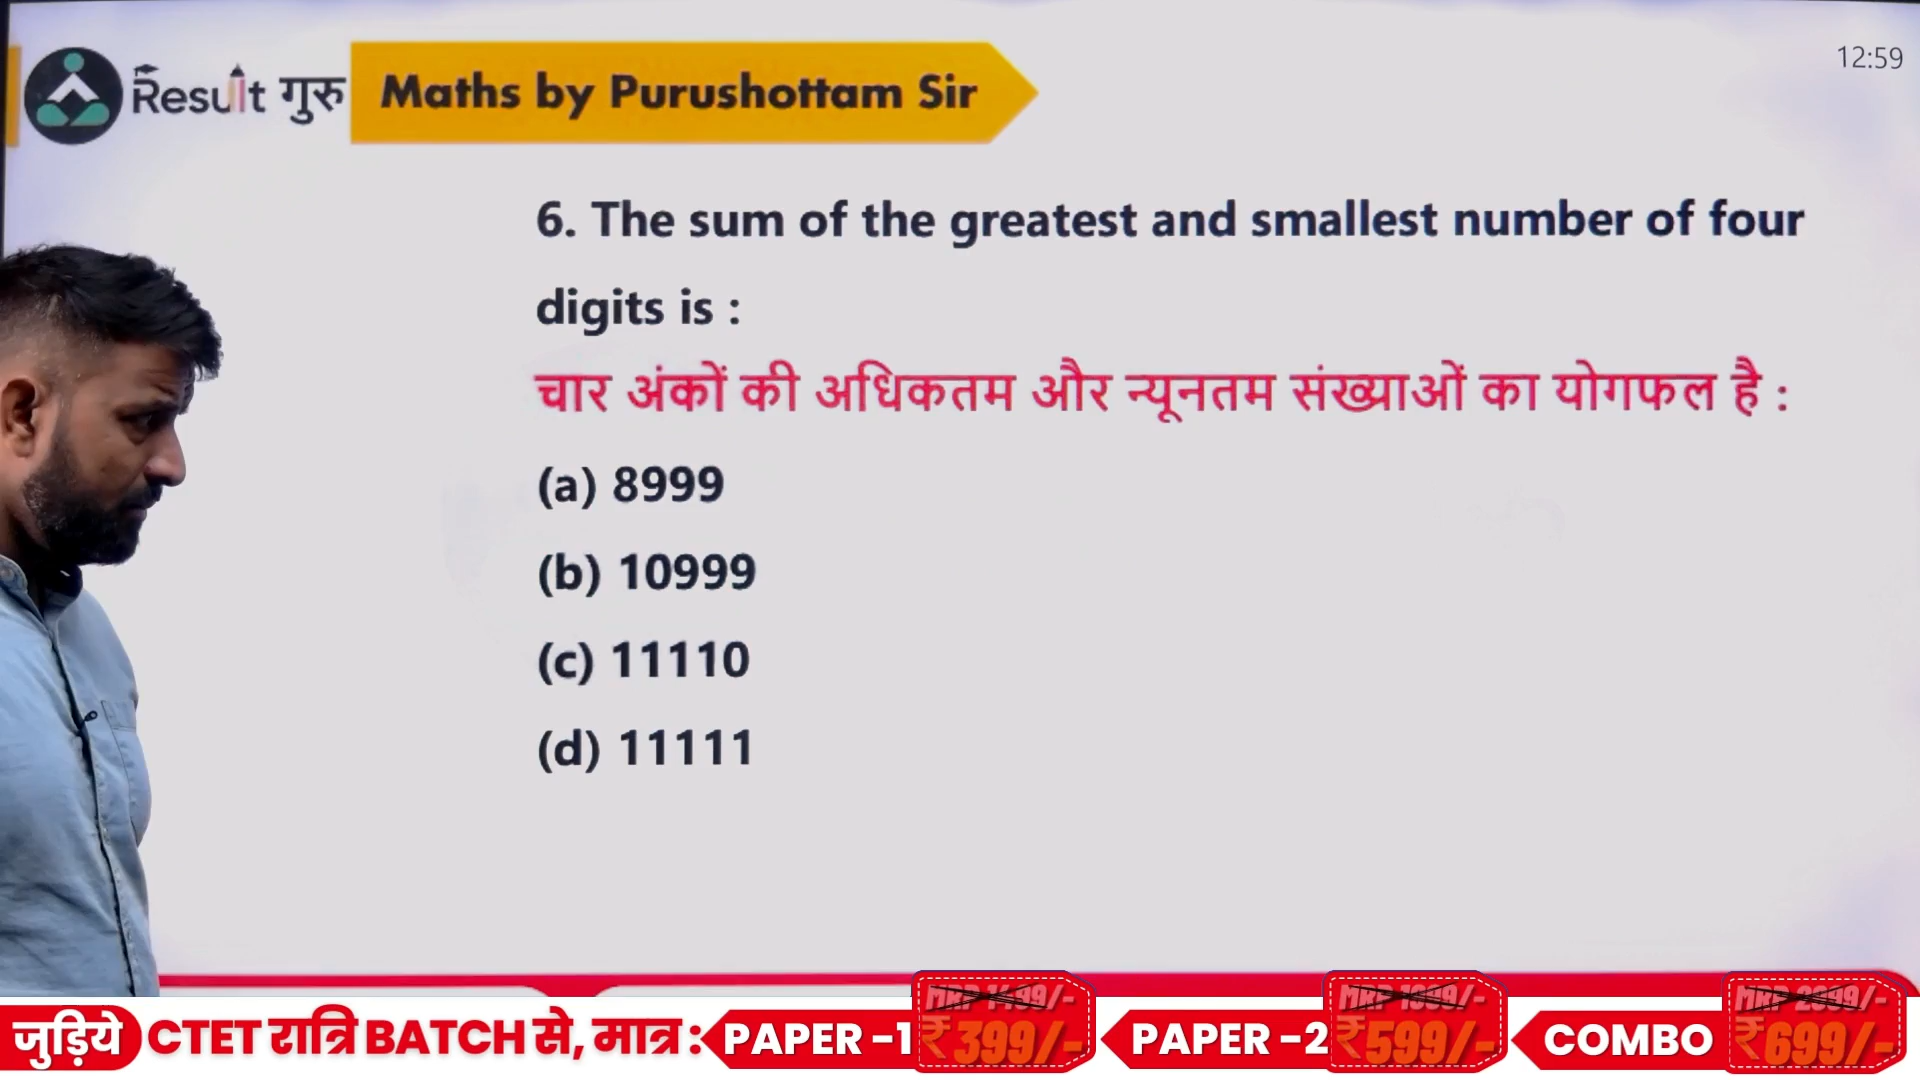 Result गुरु
Maths by Purushottam Sir
12:59
6. The sum of the greatest and smallest number of four
digits is :
चार अंकों की अधिकतम और न्यूनतम संख्याओं का योगफल है :
(a) 8999
(b) 10999
(c) 11110
(d) 11111
जुड़िये CTET रात्रि BATCH से, मात्र : PAPER –1 MRP 1499/- ₹399/- PAPER –2 ₹599/- COMBO ₹699/-